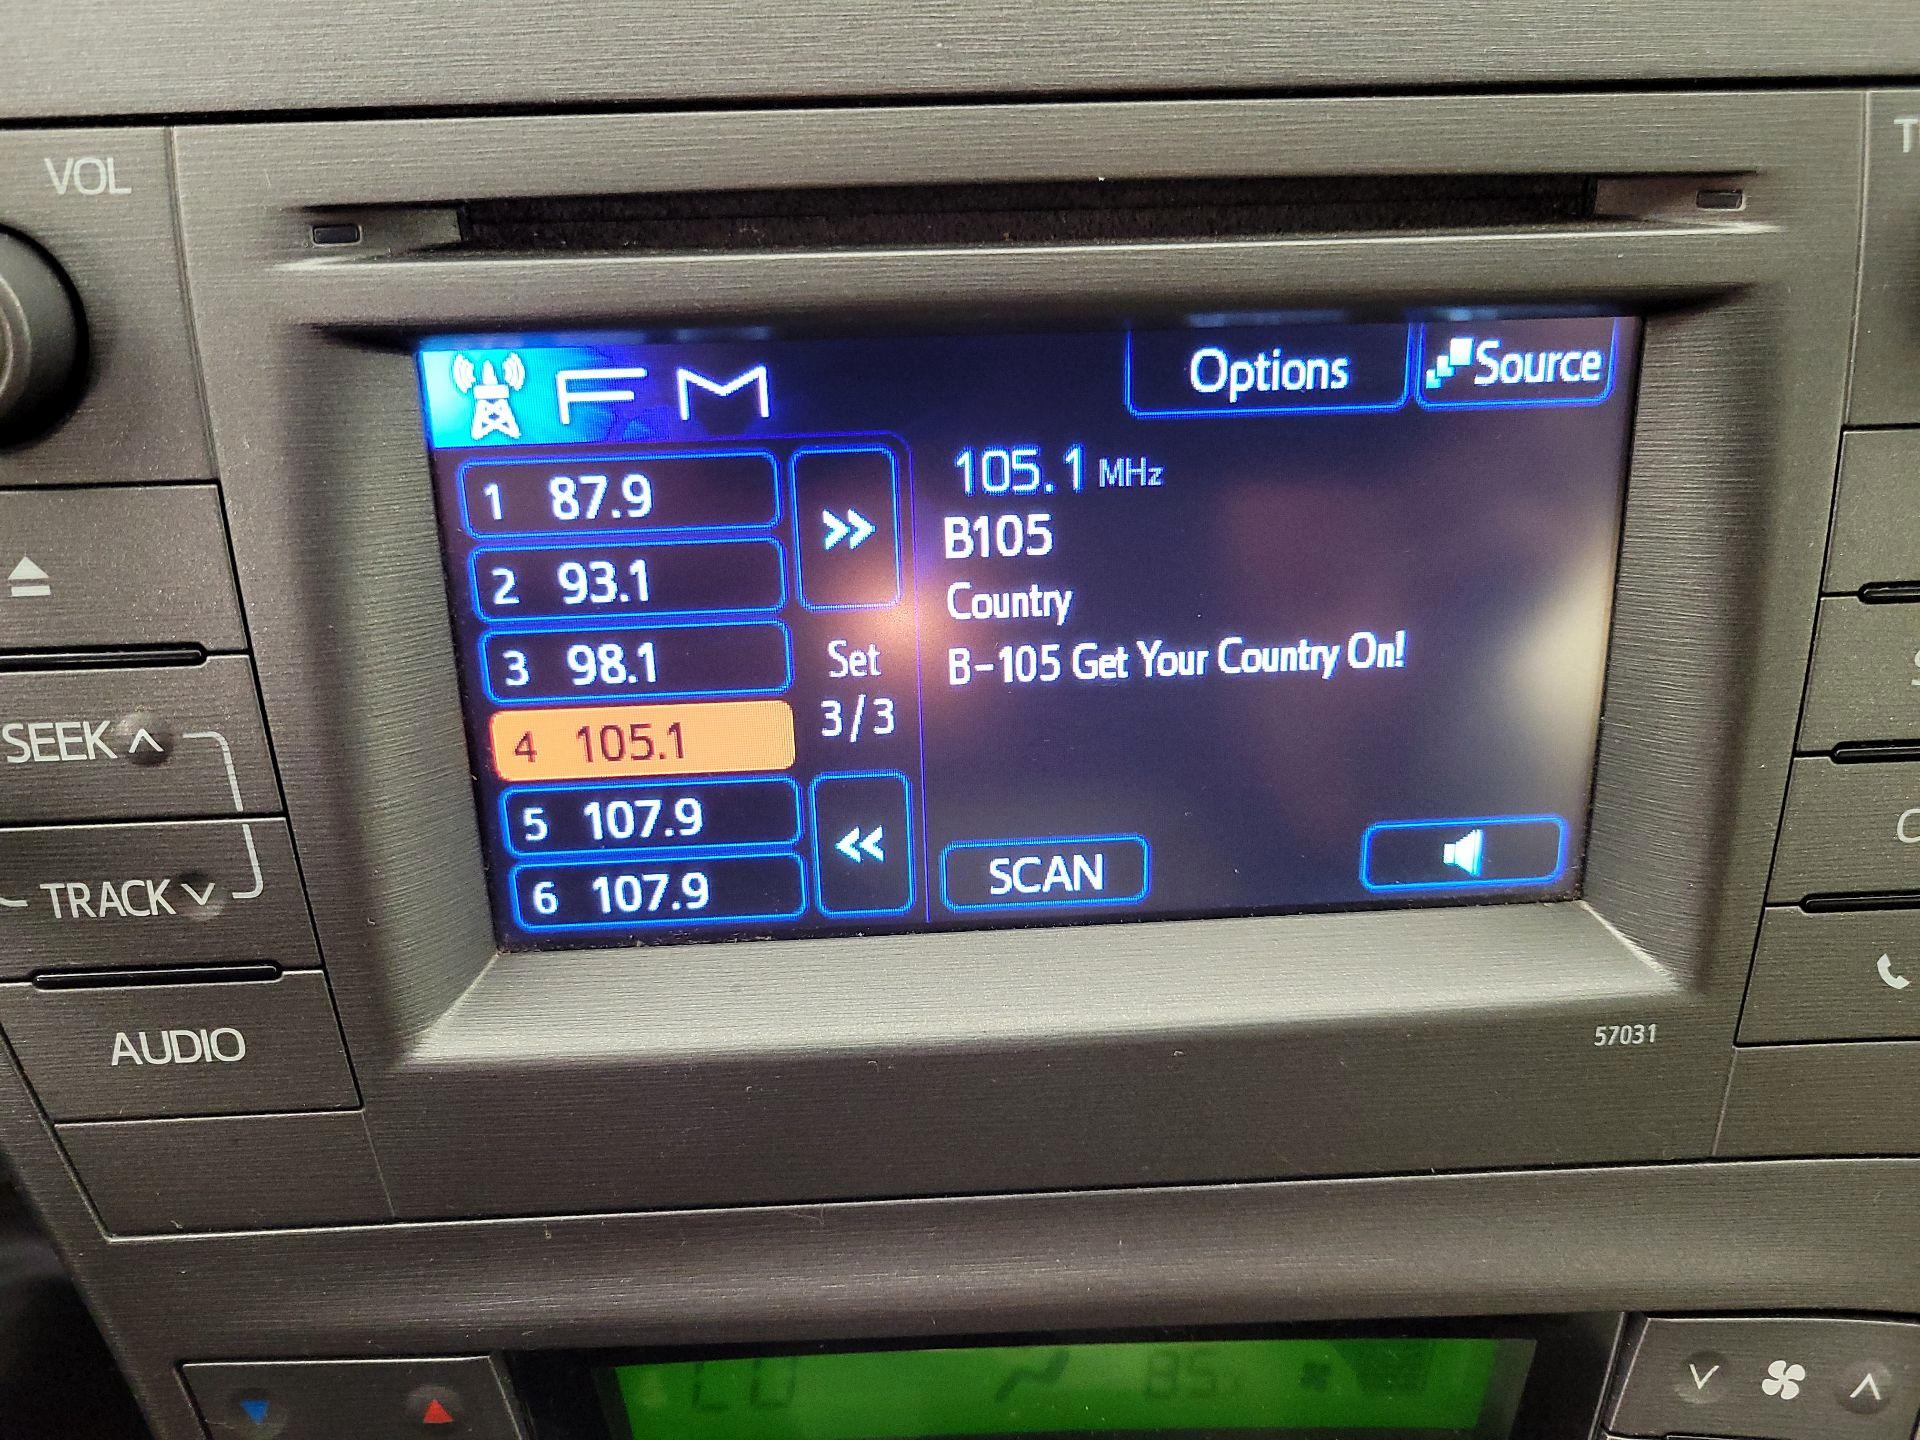 VOL
FM
Options
Source
1 87.9
2 93.1
3 98.1
4 105.1
5 107.9
6 107.9
>>
Set
3/3
<<
105.1 MHz
B105
Country
B-105 Get Your Country On!
SCAN
SEEK
TRACK
AUDIO
57031
85